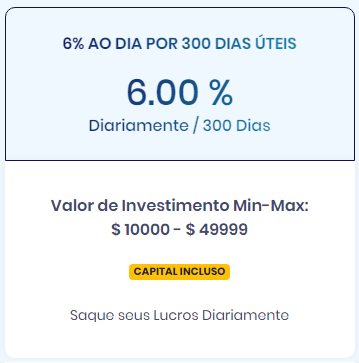 6% AO DIA POR 300 DIAS ÚTEIS
6.00 %
Diariamente / 300 Dias
Valor de Investimento Min-Max:
$ 10000 - $ 49999
CAPITAL INCLUSO
Saque seus Lucros Diariamente